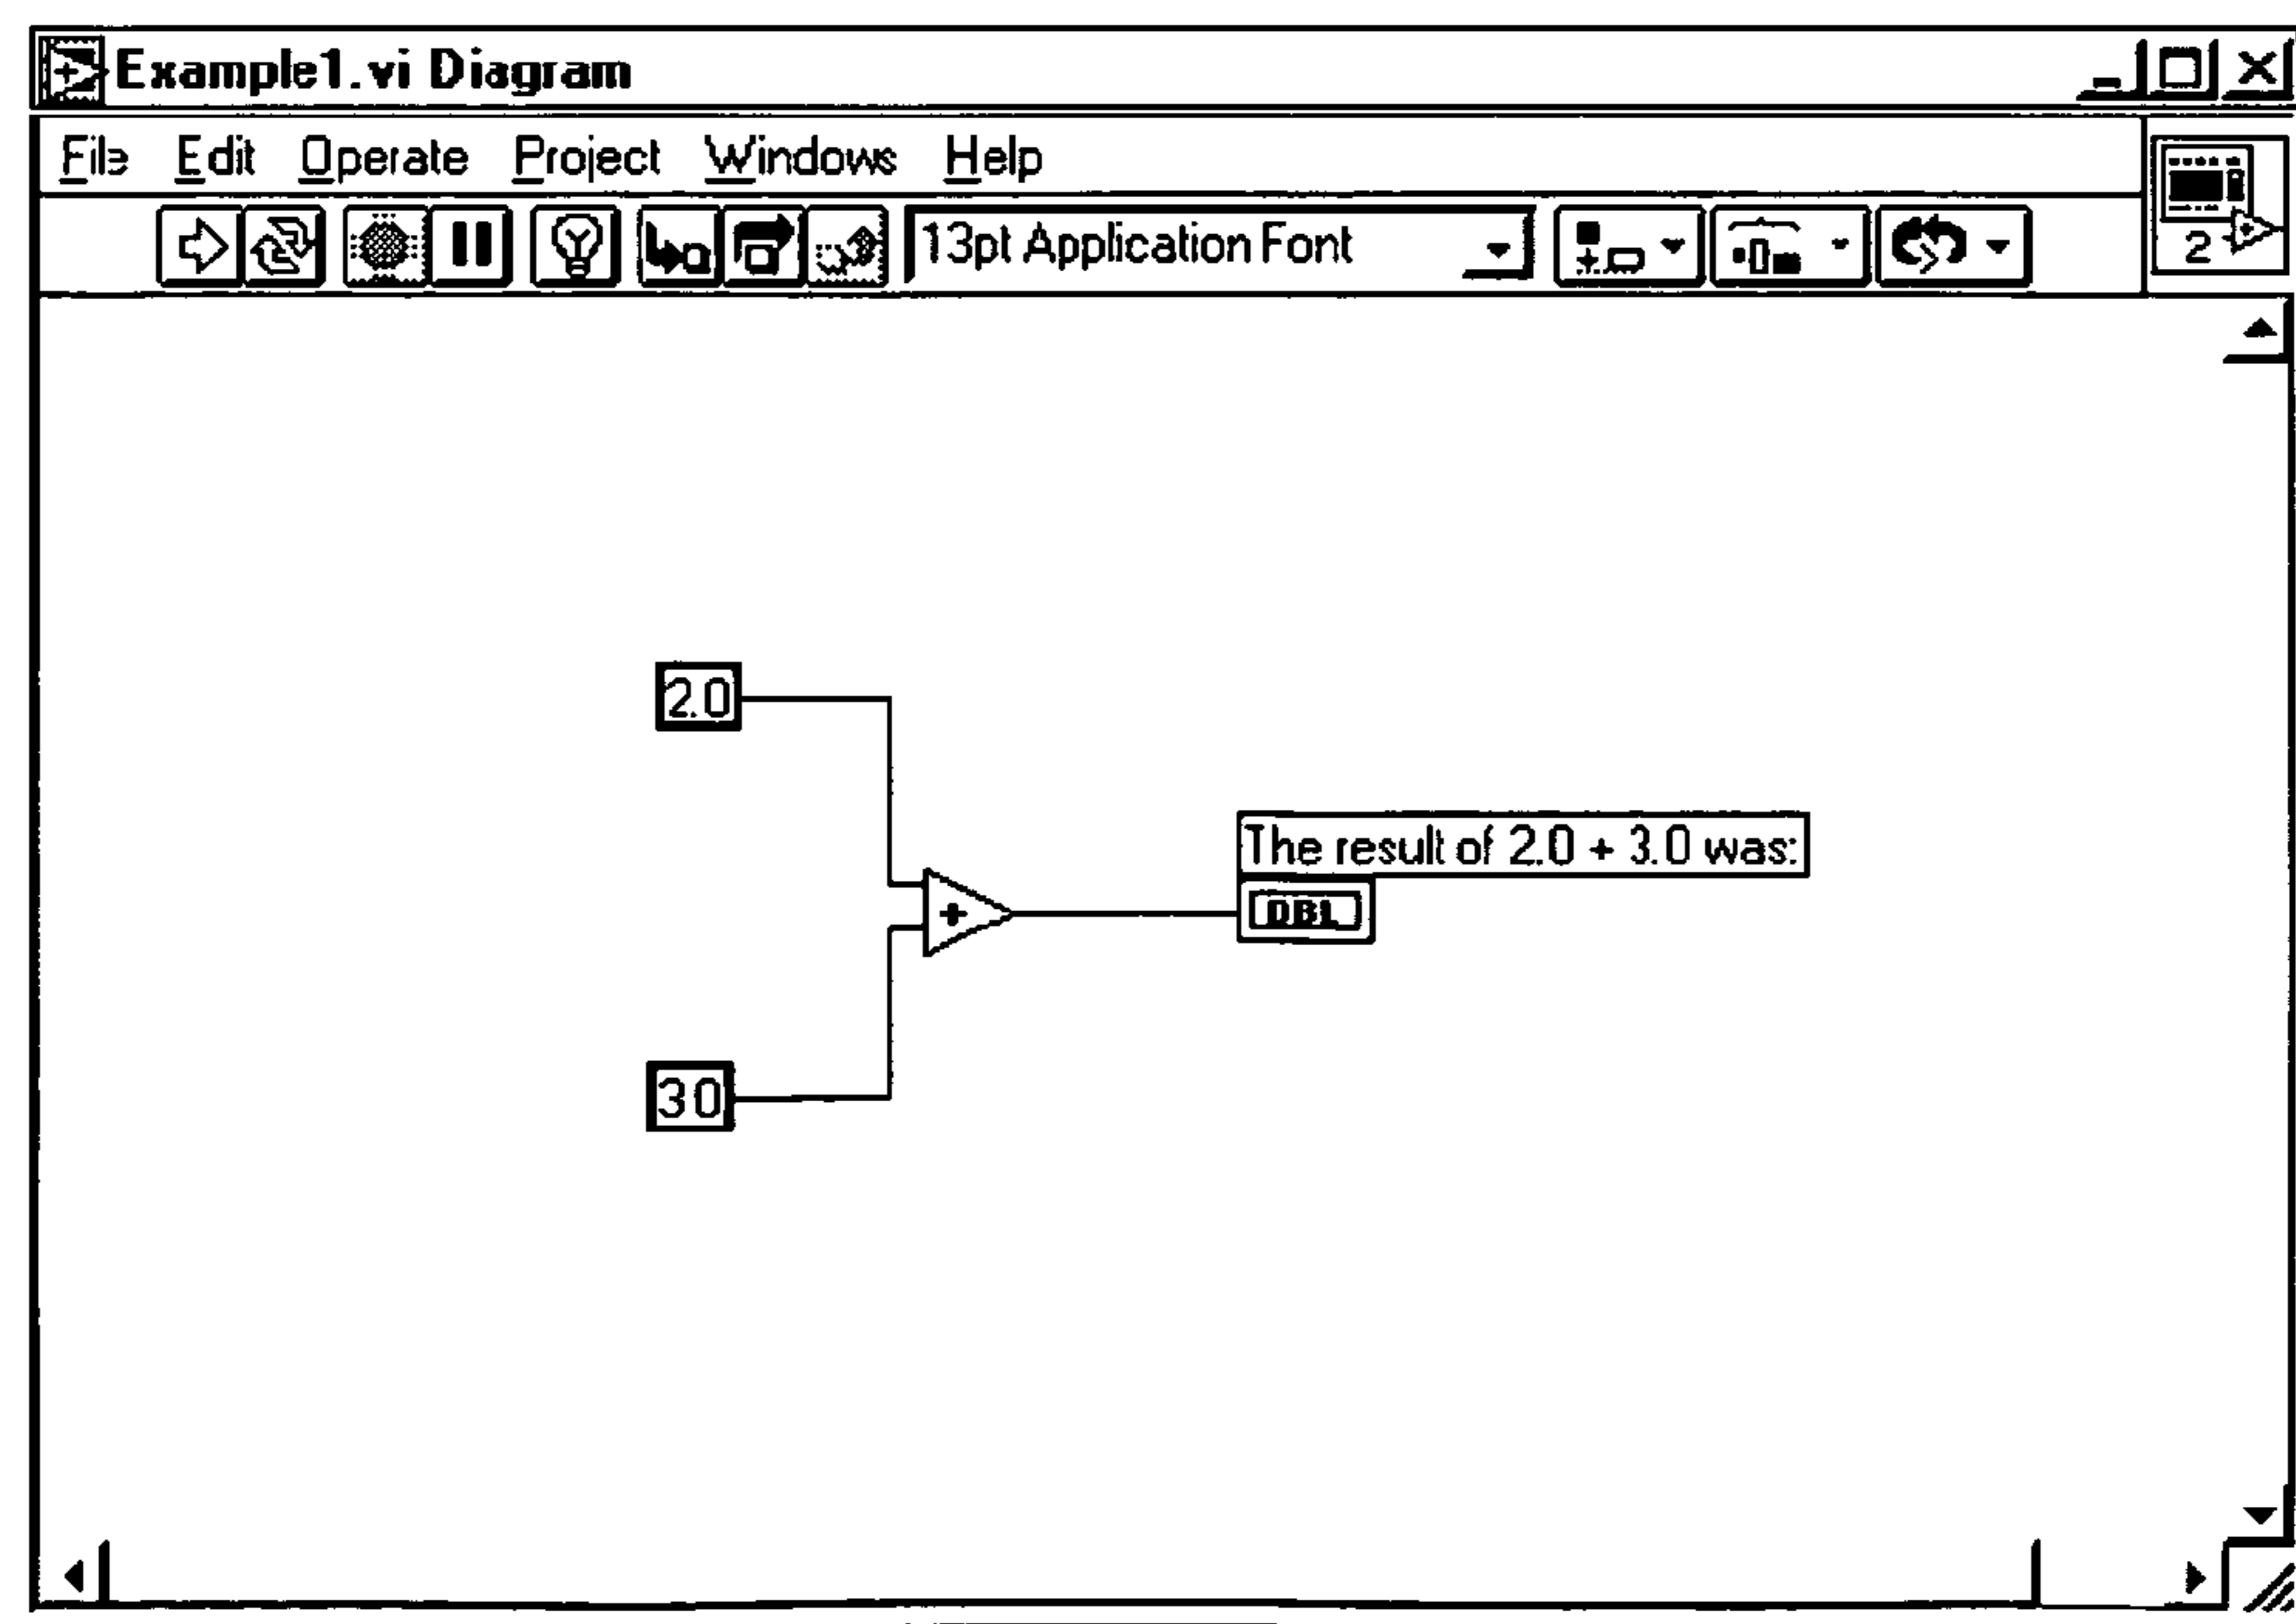 Example1.vi Diagram
File Edit Operate Project Windows Help
13pt Application Font
2
2.0
The result of 2.0 + 3.0 was:
DBL
3 0